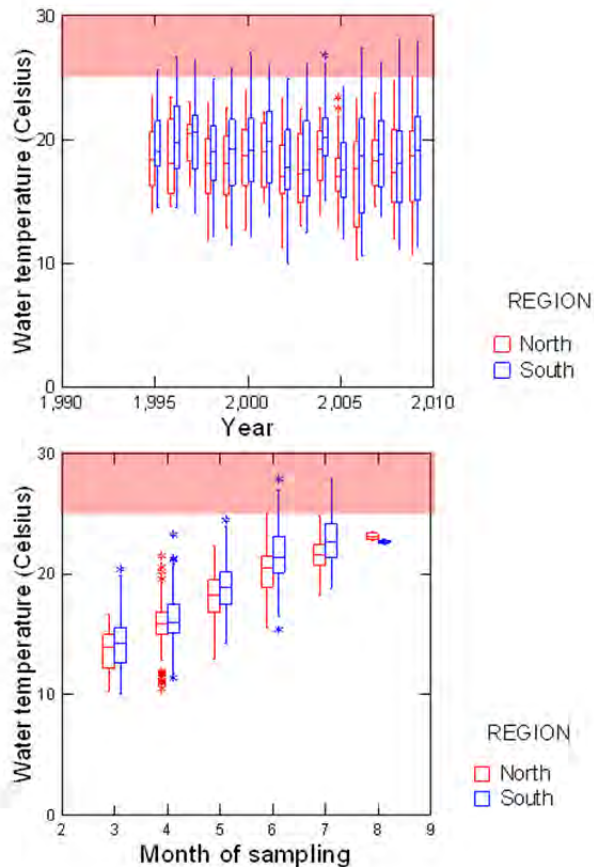 30
20
10
0
Water temperature (Celsius)
1,990 1,995 2,000 2,005 2,010
Year
REGION
North
South
30
20
10
0
Water temperature (Celsius)
2 3 4 5 6 7 8 9
Month of sampling
REGION
North
South